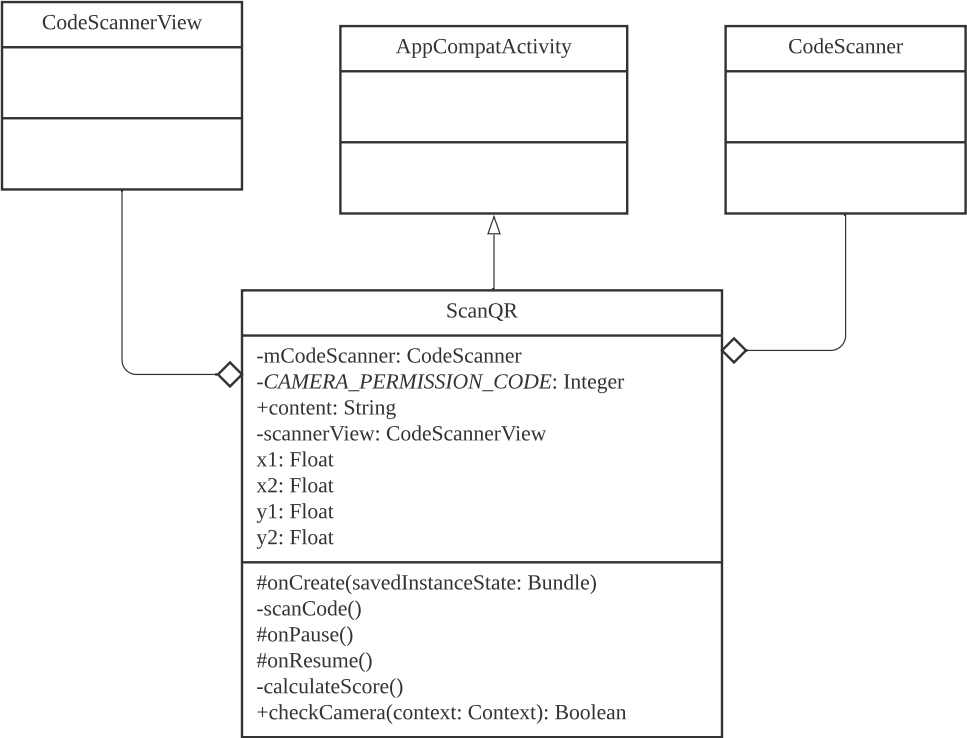 CodeScannerView
AppCompatActivity
CodeScanner
ScanQR
-mCodeScanner: CodeScanner
-CAMERA_PERMISSION_CODE: Integer
+content: String
-scannerView: CodeScannerView
x1: Float
x2: Float
y1: Float
y2: Float
#onCreate(savedInstanceState: Bundle)
-scanCode()
#onPause()
#onResume()
-calculateScore()
+checkCamera(context: Context): Boolean